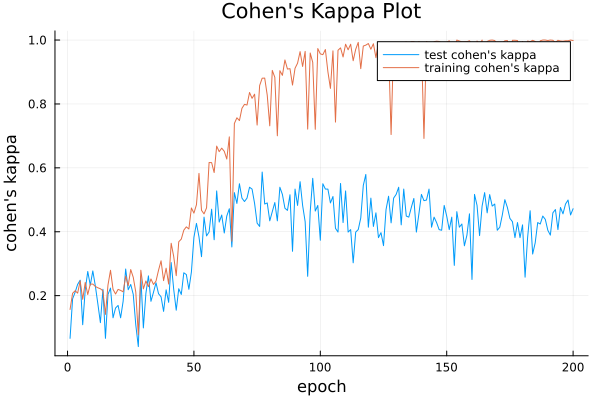 Cohen's Kappa Plot
test cohen's kappa
training cohen's kappa
cohen's kappa
1.0
0.8
0.6
0.4
0.2
0 50 100 150 200
epoch